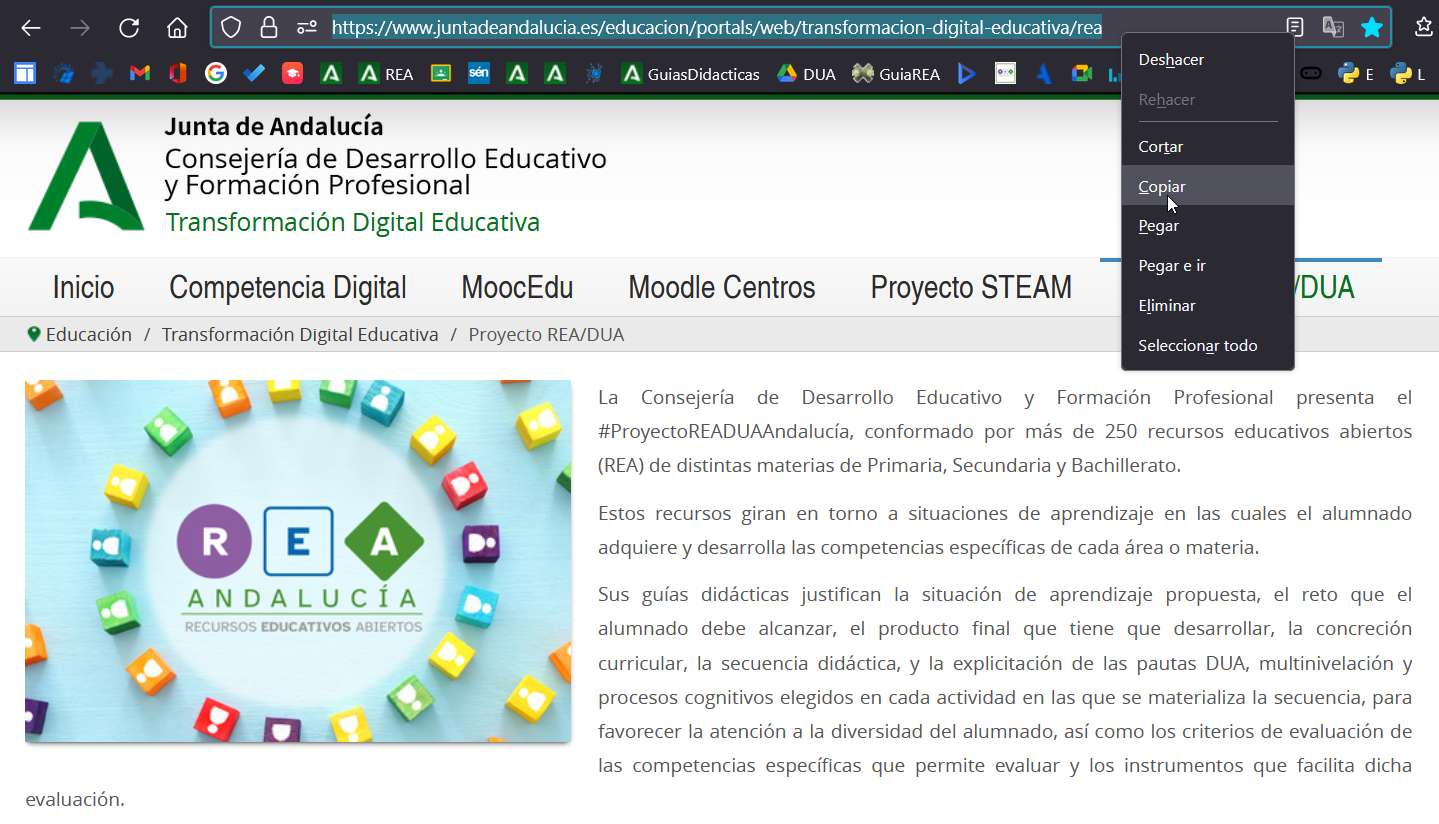 https://www.juntadeandalucia.es/educacion/portals/web/transformacion-digital-educativa/rea
REA
sén
GuiasDidacticas
DUA
GuiaREA
E
L
Deshacer
Rehacer
Cortar
Copiar
Pegar
Pegar e ir
Eliminar
Seleccionar todo
Junta de Andalucía
Consejería de Desarrollo Educativo
y Formación Profesional
Transformación Digital Educativa
Inicio
Competencia Digital
MoocEdu
Moodle Centros
Proyecto STEAM
/DUA
Educación / Transformación Digital Educativa / Proyecto REA/DUA
R E A
ANDALUCÍA
RECURSOS EDUCATIVOS ABIERTOS
La Consejería de Desarrollo Educativo y Formación Profesional presenta el
#ProyectoREADUAAndalucía, conformado por más de 250 recursos educativos abiertos
(REA) de distintas materias de Primaria, Secundaria y Bachillerato.
Estos recursos giran en torno a situaciones de aprendizaje en las cuales el alumnado
adquiere y desarrolla las competencias específicas de cada área o materia.
Sus guías didácticas justifican la situación de aprendizaje propuesta, el reto que el
alumnado debe alcanzar, el producto final que tiene que desarrollar, la concreción
curricular, la secuencia didáctica, y la explicitación de las pautas DUA, multinivelación y
procesos cognitivos elegidos en cada actividad en las que se materializa la secuencia, para
favorecer la atención a la diversidad del alumnado, así como los criterios de evaluación de
las competencias específicas que permite evaluar y los instrumentos que facilita dicha
evaluación.